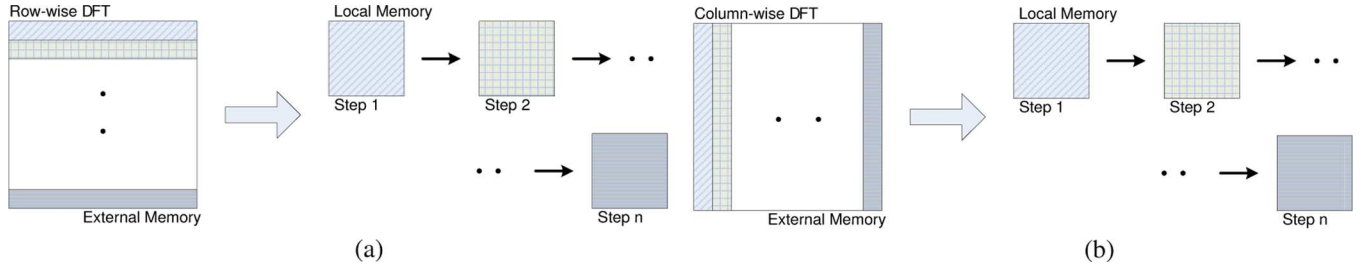 Row-wise DFT
Local Memory
Step 1
Step 2
Step n
External Memory
(a)
Column-wise DFT
Local Memory
Step 1
Step 2
Step n
External Memory
(b)